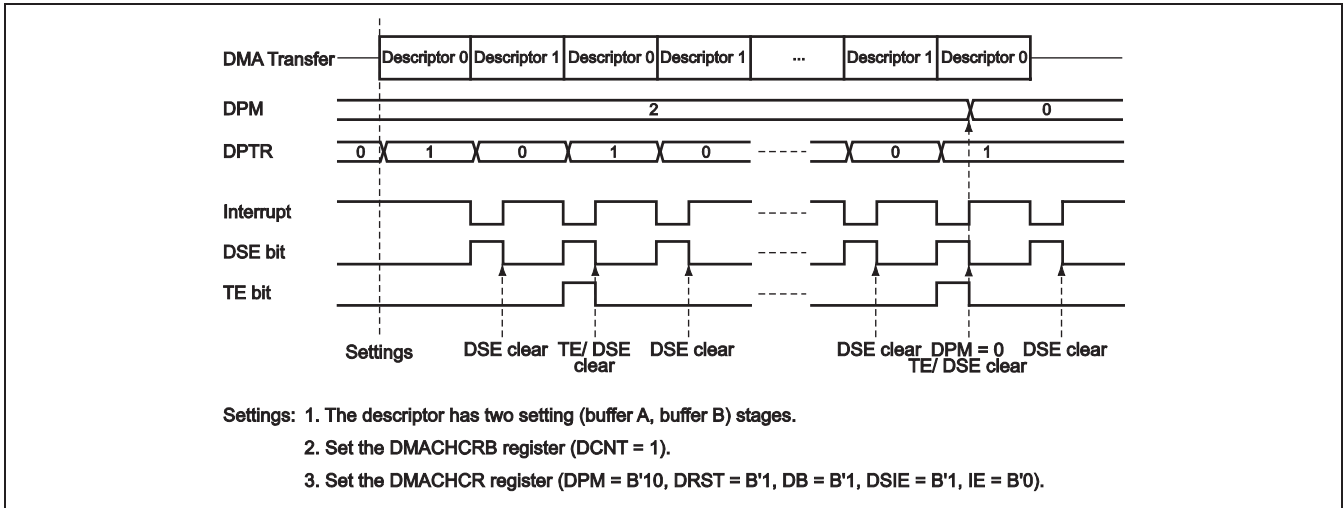 DMA Transfer Descriptor 0 Descriptor 1 Descriptor 0 Descriptor 1 ... Descriptor 1 Descriptor 0
DPM 2 0
DPTR 0 1 0 1 0 0 1
Interrupt
DSE bit
TE bit
Settings DSE clear TE/ DSE clear DSE clear DSE clear DPM = 0 TE/ DSE clear DSE clear
Settings: 1. The descriptor has two setting (buffer A, buffer B) stages.
2. Set the DMACHCRB register (DCNT = 1).
3. Set the DMACHCR register (DPM = B'10, DRST = B'1, DB = B'1, DSIE = B'1, IE = B'0).